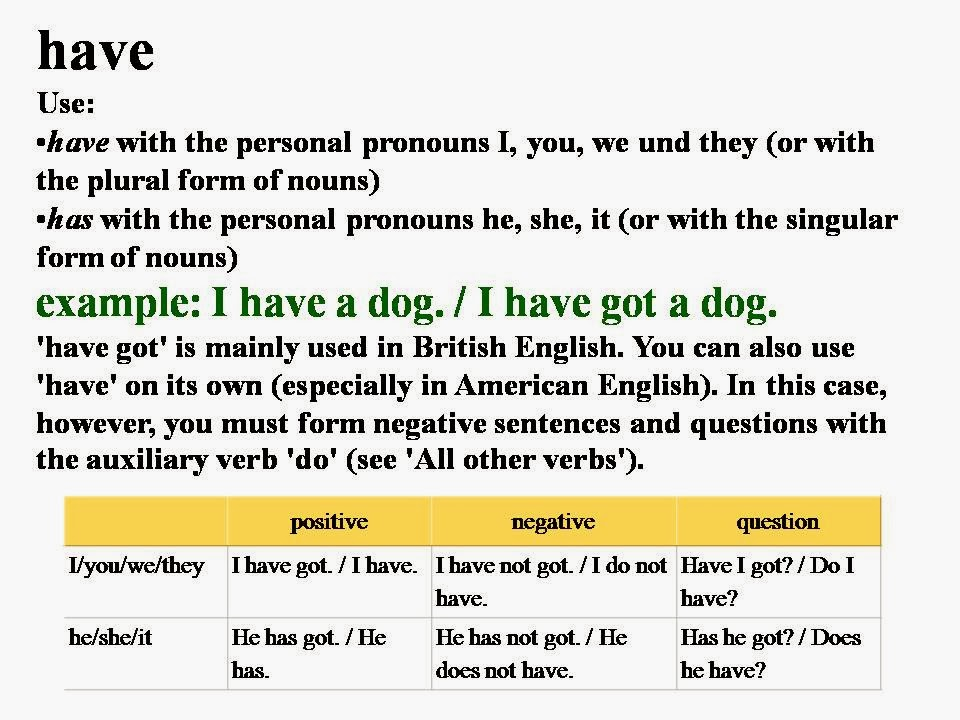 have
Use:
•have with the personal pronouns I, you, we und they (or with
the plural form of nouns)
•has with the personal pronouns he, she, it (or with the singular
form of nouns)
example: I have a dog. / I have got a dog.
'have got' is mainly used in British English. You can also use
'have' on its own (especially in American English). In this case,
however, you must form negative sentences and questions with
the auxiliary verb 'do' (see 'All other verbs').
positive negative question
I/you/we/they I have got. / I have. I have not got. / I do not Have I got? / Do I
have. have?
he/she/it He has got. / He He has not got. / He Has he got? / Does
has. does not have. he have?